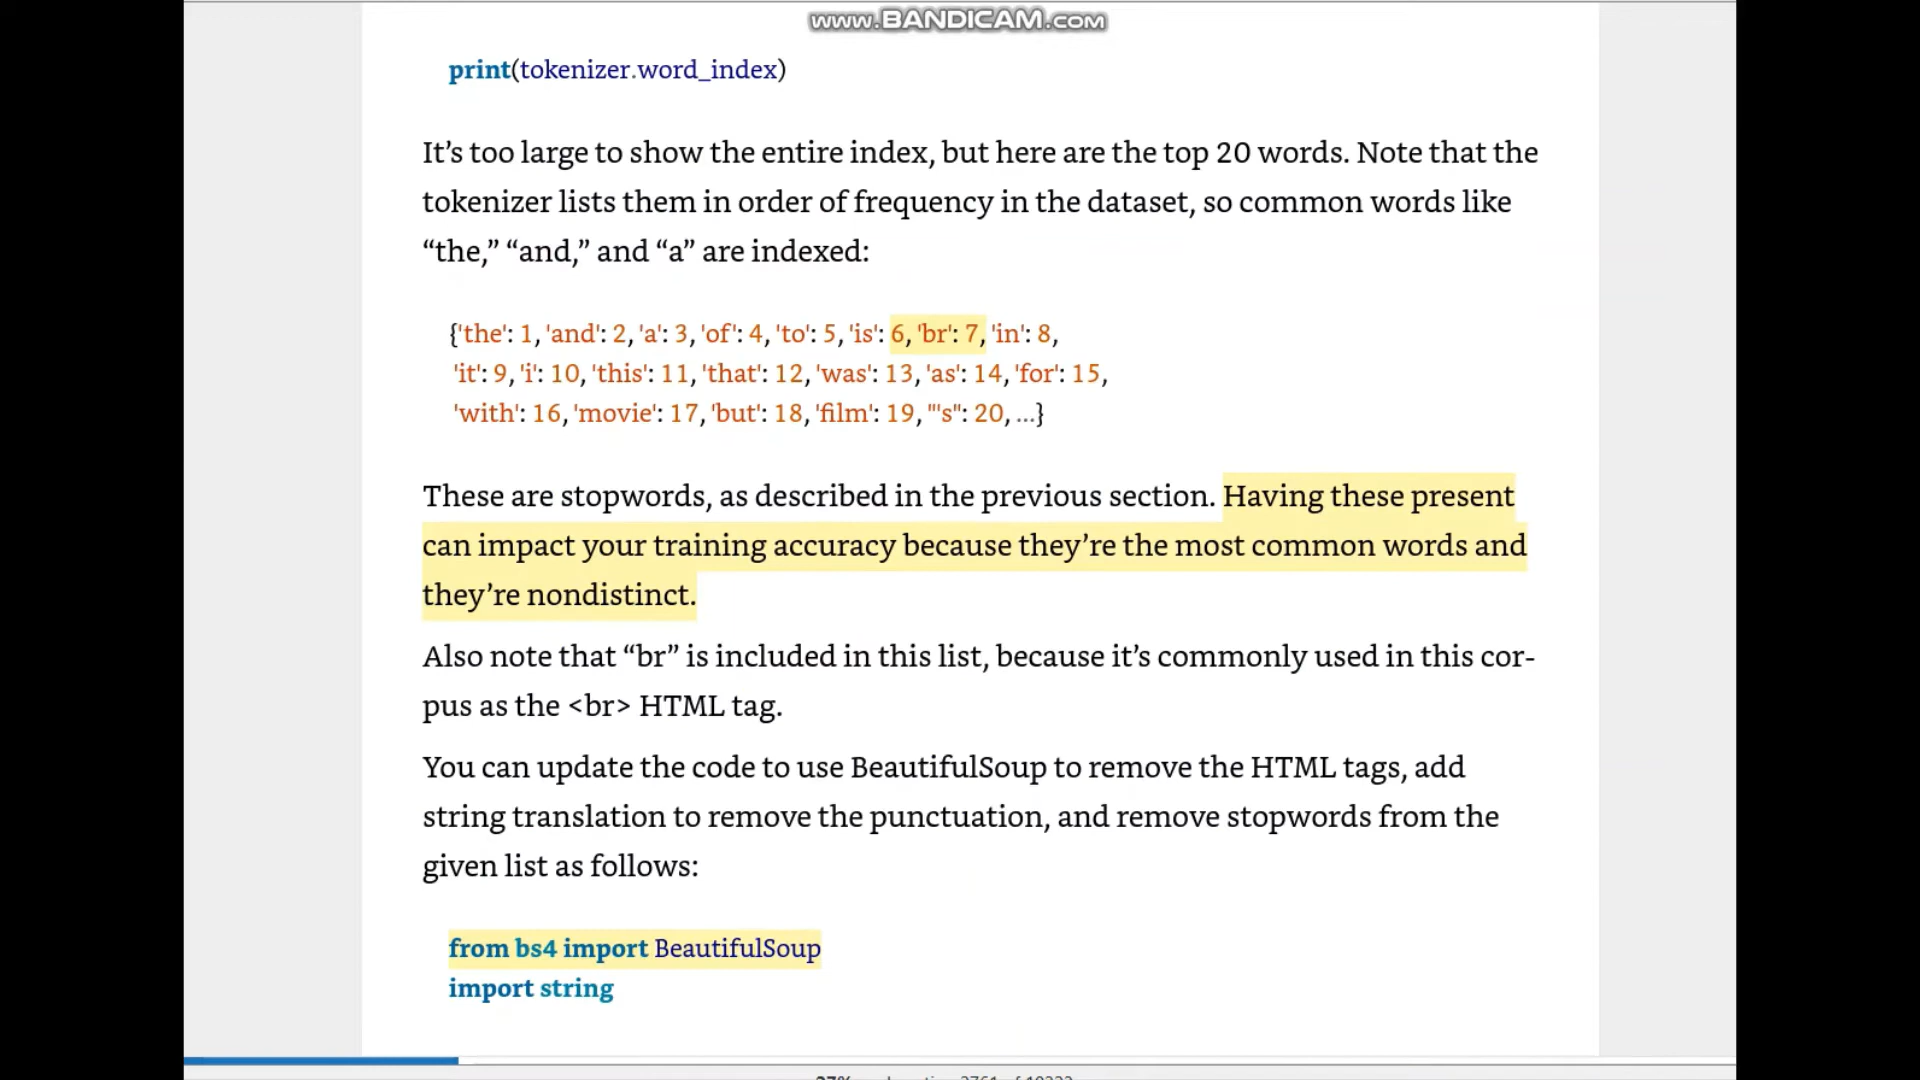 www.BANDICAM.com
print(tokenizer.word_index)
It’s too large to show the entire index, but here are the top 20 words. Note that the
tokenizer lists them in order of frequency in the dataset, so common words like
“the,” “and,” and “a” are indexed:
{'the': 1, 'and': 2, 'a': 3, 'of': 4, 'to': 5, 'is': 6, 'br': 7, 'in': 8,
'it': 9, 'i': 10, 'this': 11, 'that': 12, 'was': 13, 'as': 14, 'for': 15,
'with': 16, 'movie': 17, 'but': 18, 'film': 19, "'s": 20, ...}
These are stopwords, as described in the previous section. Having these present
can impact your training accuracy because they’re the most common words and
they’re nondistinct.
Also note that “br” is included in this list, because it’s commonly used in this cor-
pus as the <br> HTML tag.
You can update the code to use BeautifulSoup to remove the HTML tags, add
string translation to remove the punctuation, and remove stopwords from the
given list as follows:
from bs4 import BeautifulSoup
import string